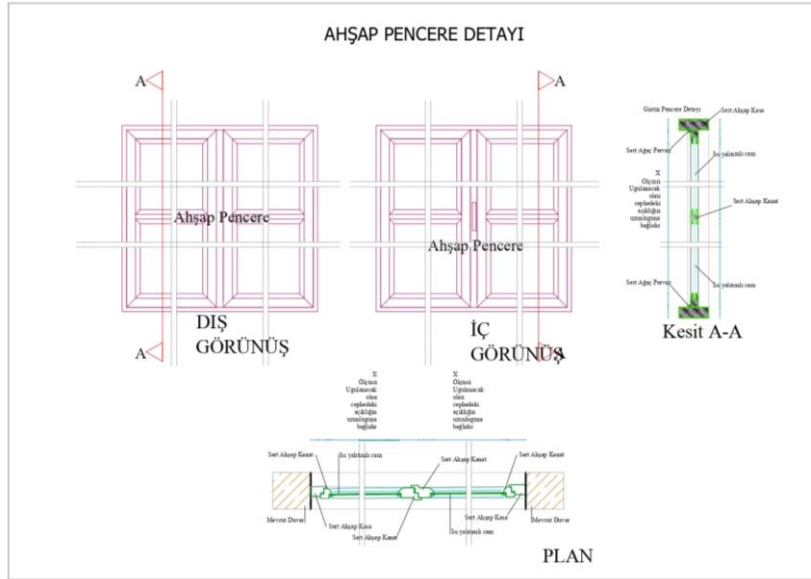 AHŞAP PENCERE DETAYI
A
A
Ahşap Pencere
Ahşap Pencere
A
DIŞ
GÖRÜNÜŞ
İÇ
GÖRÜNÜŞ
A
Pencere Detayı
Sert Ahşap Kasa
Sert Ağaç Pervaz
Isı yalıtımlı cam
X
Ölçüsü
Uygulanacak
olan
cephedeki
açıklığın
uzunluğuna
bağlıdır
Sert Ahşap Kanat
Sert Ağaç Pervaz
Isı yalıtımlı cam
Kesit A-A
X
Ölçüsü
Uygulanacak
olan
cephedeki
açıklığın
uzunluğuna
bağlıdır
X
Ölçüsü
Uygulanacak
olan
cephedeki
açıklığın
uzunluğuna
bağlıdır
Sert Ahşap Kanat
Isı yalıtımlı cam
Sert Ahşap Kanat
Sert Ahşap Kanat
Mevcut Duvar
Sert Ahşap Kasa
Sert Ahşap Kanat
Isı yalıtımlı cam
Sert Ahşap Kasa
Mevcut Duvar
PLAN